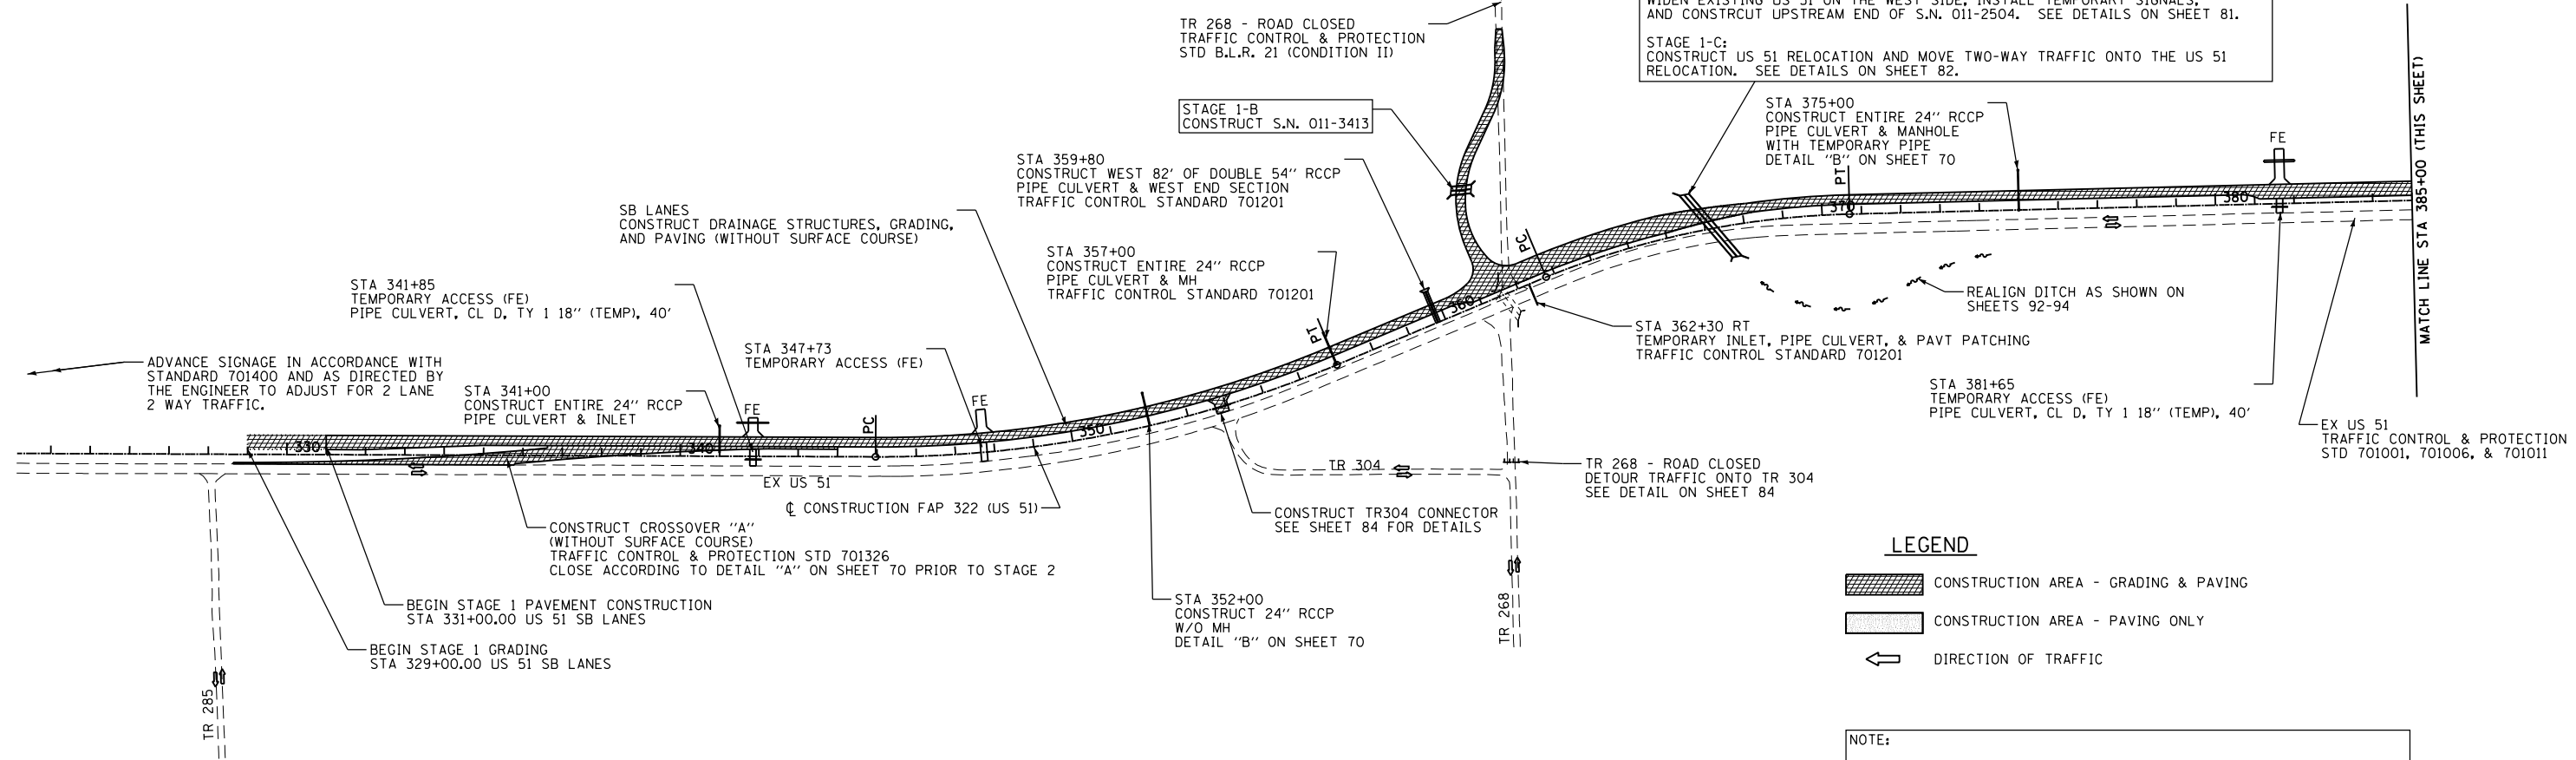 TR 268 - ROAD CLOSED
TRAFFIC CONTROL & PROTECTION
STD B.L.R. 21 (CONDITION II)
WIDEN EXISTING US 51 ON THE WEST SIDE, INSTALL TEMPORARY SIGNALS,
AND CONSTRCUT UPSTREAM END OF S.N. 011-2504. SEE DETAILS ON SHEET 81.
STAGE 1-C:
CONSTRUCT US 51 RELOCATION AND MOVE TWO-WAY TRAFFIC ONTO THE US 51
RELOCATION. SEE DETAILS ON SHEET 82.
STAGE 1-B
CONSTRUCT S.N. 011-3413
STA 375+00
CONSTRUCT ENTIRE 24" RCCP
PIPE CULVERT & MANHOLE
WITH TEMPORARY PIPE
DETAIL "B" ON SHEET 70
FE
MATCH LINE STA 385+00 (THIS SHEET)
STA 359+80
CONSTRUCT WEST 82' OF DOUBLE 54" RCCP
PIPE CULVERT & WEST END SECTION
TRAFFIC CONTROL STANDARD 701201
SB LANES
CONSTRUCT DRAINAGE STRUCTURES, GRADING,
AND PAVING (WITHOUT SURFACE COURSE)
STA 357+00
CONSTRUCT ENTIRE 24" RCCP
PIPE CULVERT & MH
TRAFFIC CONTROL STANDARD 701201
STA 341+85
TEMPORARY ACCESS (FE)
PIPE CULVERT, CL D, TY 1 18" (TEMP), 40'
PT
370
380
PC
360
PT
REALIGN DITCH AS SHOWN ON
SHEETS 92-94
STA 362+30 RT
TEMPORARY INLET, PIPE CULVERT, & PAVT PATCHING
TRAFFIC CONTROL STANDARD 701201
ADVANCE SIGNAGE IN ACCORDANCE WITH
STANDARD 701400 AND AS DIRECTED BY
THE ENGINEER TO ADJUST FOR 2 LANE
2 WAY TRAFFIC.
STA 347+73
TEMPORARY ACCESS (FE)
STA 341+00
CONSTRUCT ENTIRE 24" RCCP
PIPE CULVERT & INLET
STA 381+65
TEMPORARY ACCESS (FE)
PIPE CULVERT, CL D, TY 1 18" (TEMP), 40'
FE
PC
FE
330
340
350
EX US 51
TRAFFIC CONTROL & PROTECTION
STD 701001, 701006, & 701011
EX US 51
TR 304
TR 268 - ROAD CLOSED
DETOUR TRAFFIC ONTO TR 304
SEE DETAIL ON SHEET 84
℄ CONSTRUCTION FAP 322 (US 51)
CONSTRUCT TR304 CONNECTOR
SEE SHEET 84 FOR DETAILS
CONSTRUCT CROSSOVER "A"
(WITHOUT SURFACE COURSE)
TRAFFIC CONTROL & PROTECTION STD 701326
CLOSE ACCORDING TO DETAIL "A" ON SHEET 70 PRIOR TO STAGE 2
BEGIN STAGE 1 PAVEMENT CONSTRUCTION
STA 331+00.00 US 51 SB LANES
BEGIN STAGE 1 GRADING
STA 329+00.00 US 51 SB LANES
STA 352+00
CONSTRUCT 24" RCCP
W/O MH
DETAIL "B" ON SHEET 70
TR 268
TR 285
LEGEND
CONSTRUCTION AREA - GRADING & PAVING
CONSTRUCTION AREA - PAVING ONLY
DIRECTION OF TRAFFIC
NOTE: